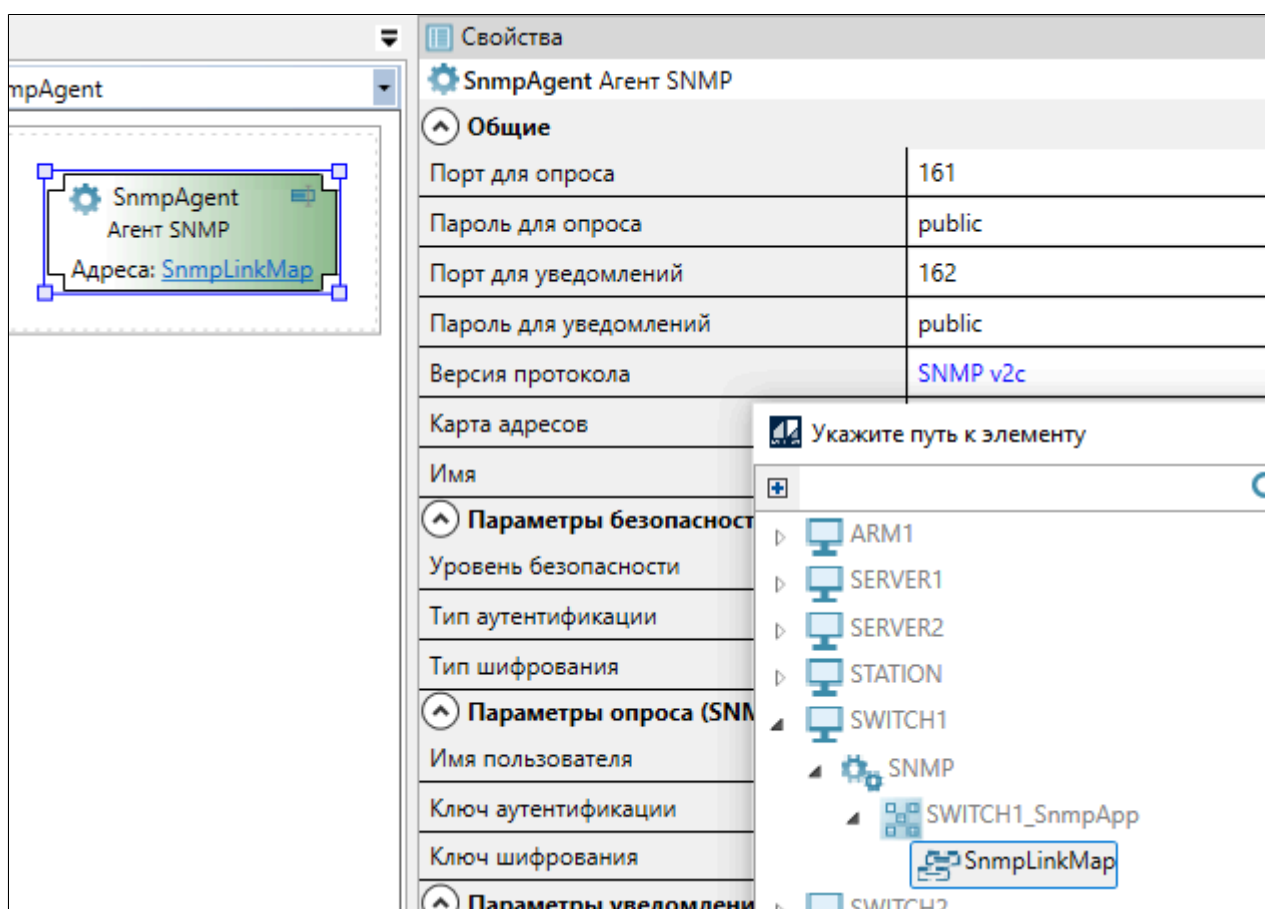 mpAgent
SnmpAgent
Агент SNMP
Адреса: SnmpLinkMap
Свойства
SnmpAgent Агент SNMP
Общие
Порт для опроса 161
Пароль для опроса public
Порт для уведомлений 162
Пароль для уведомлений public
Версия протокола SNMP v2c
Карта адресов
Имя
Параметры безопасност
Уровень безопасности
Тип аутентификации
Тип шифрования
Параметры опроса (SNM
Имя пользователя
Ключ аутентификации
Ключ шифрования
Параметры уведомлени
Укажите путь к элементу
ARM1
SERVER1
SERVER2
STATION
SWITCH1
SNMP
SWITCH1_SnmpApp
SnmpLinkMap
SWITCH2